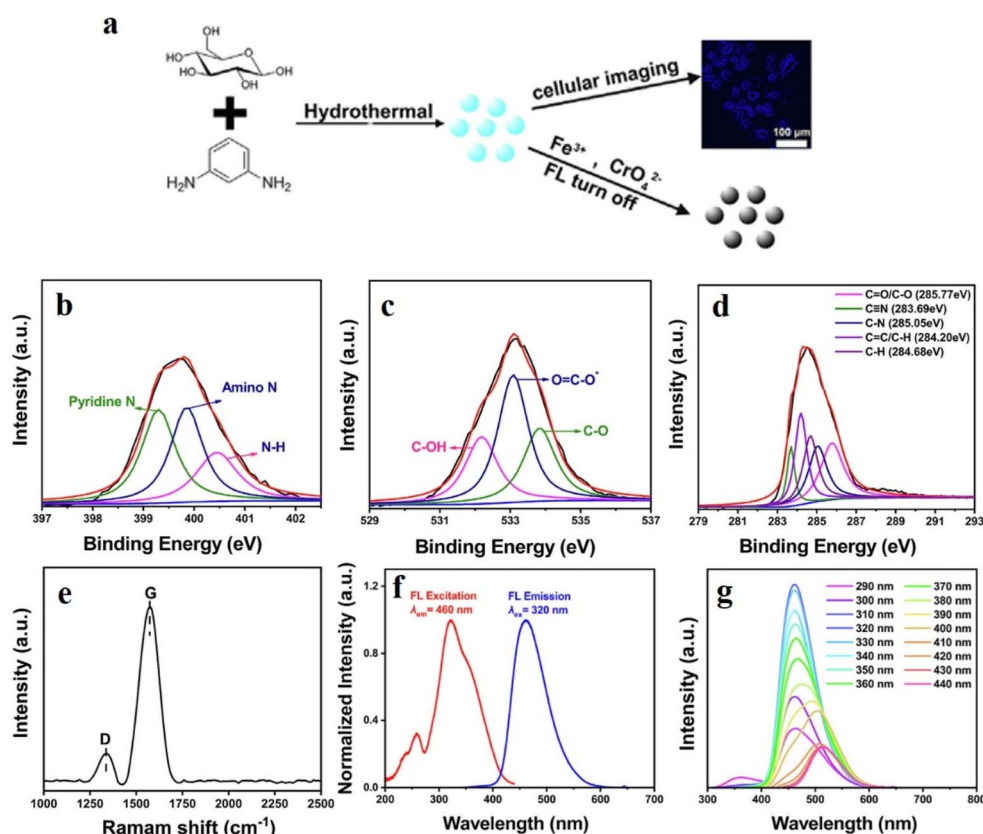 a
OH
HO
O
HO
OH
OH
+
H₂N
NH₂
Hydrothermal
cellular imaging
100 μm
Fe³⁺ , CrO₄²⁻
FL turn off
b
Intensity (a.u.)
Pyridine N
Amino N
N-H
397 398 399 400 401 402
Binding Energy (eV)
c
Intensity (a.u.)
C-OH
O=C-O*
C-O
529 531 533 535 537
Binding Energy (eV)
d
Intensity (a.u.)
C=O/C-O (285.77eV)
C≡N (283.69eV)
C-N (285.05eV)
C=C/C-H (284.20eV)
C-H (284.68eV)
279 281 283 285 287 289 291 293
Binding Energy (eV)
e
Intensity (a.u.)
D
G
1000 1250 1500 1750 2000 2250 2500
Ramam shift (cm⁻¹)
f
Normalized Intensity (a.u.)
1.2
0.8
0.4
0.0
FL Excitation
λem= 460 nm
FL Emission
λex= 320 nm
200 300 400 500 600 700
Wavelength (nm)
g
Intensity (a.u.)
290 nm 370 nm
300 nm 380 nm
310 nm 390 nm
320 nm 400 nm
330 nm 410 nm
340 nm 420 nm
350 nm 430 nm
360 nm 440 nm
300 400 500 600 700 800
Wavelength (nm)